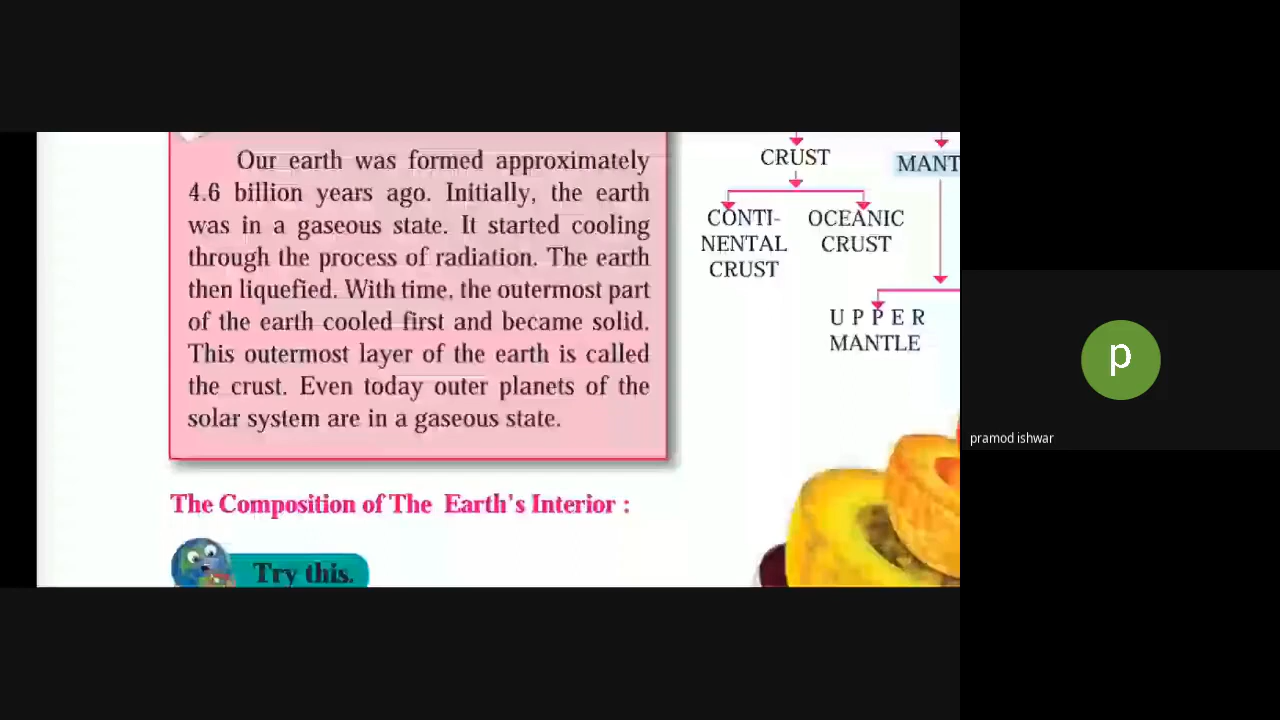 Our earth was formed approximately
4.6 billion years ago. Initially, the earth
was in a gaseous state. It started cooling
through the process of radiation. The earth
then liquefied. With time, the outermost part
of the earth cooled first and became solid.
This outermost layer of the earth is called
the crust. Even today outer planets of the
solar system are in a gaseous state.
The Composition of The Earth's Interior :
Try this.
CRUST
MANT
CONTI-
NENTAL
CRUST
OCEANIC
CRUST
UPPER
MANTLE
p
pramod ishwar